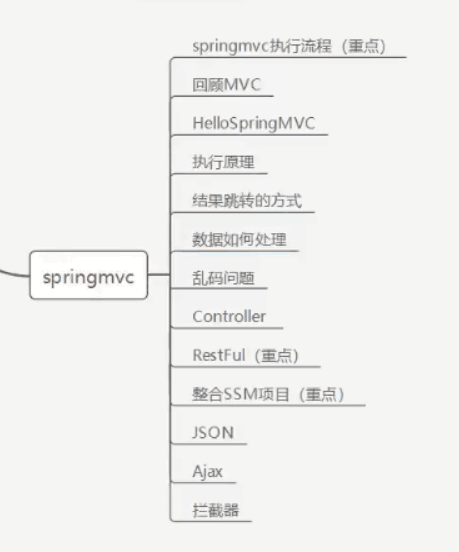 springmvc执行流程（重点）
回顾MVC
HelloSpringMVC
执行原理
结果跳转的方式
数据如何处理
springmvc
乱码问题
Controller
RestFul（重点）
整合SSM项目（重点）
JSON
Ajax
拦截器